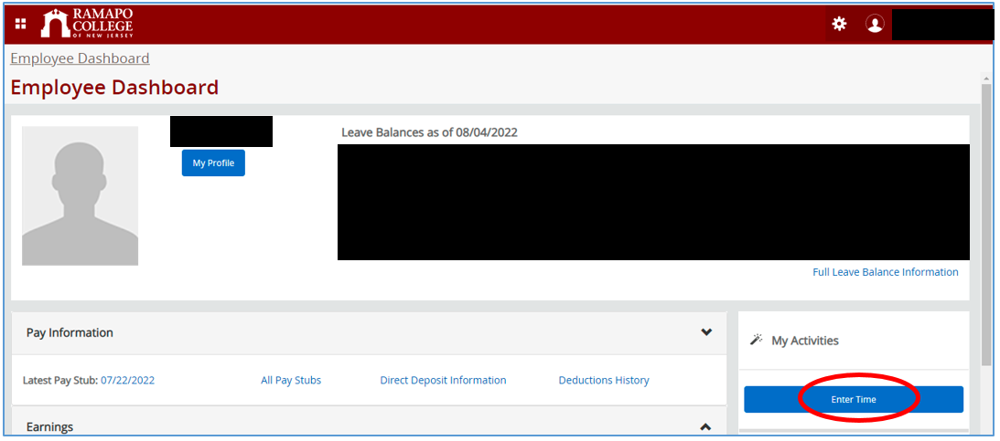 RAMAPO
COLLEGE
OF NEW JERSEY
Employee Dashboard
Employee Dashboard
My Profile
Leave Balances as of 08/04/2022
Full Leave Balance Information
Pay Information
Latest Pay Stub: 07/22/2022 All Pay Stubs Direct Deposit Information Deductions History
Earnings
My Activities
Enter Time